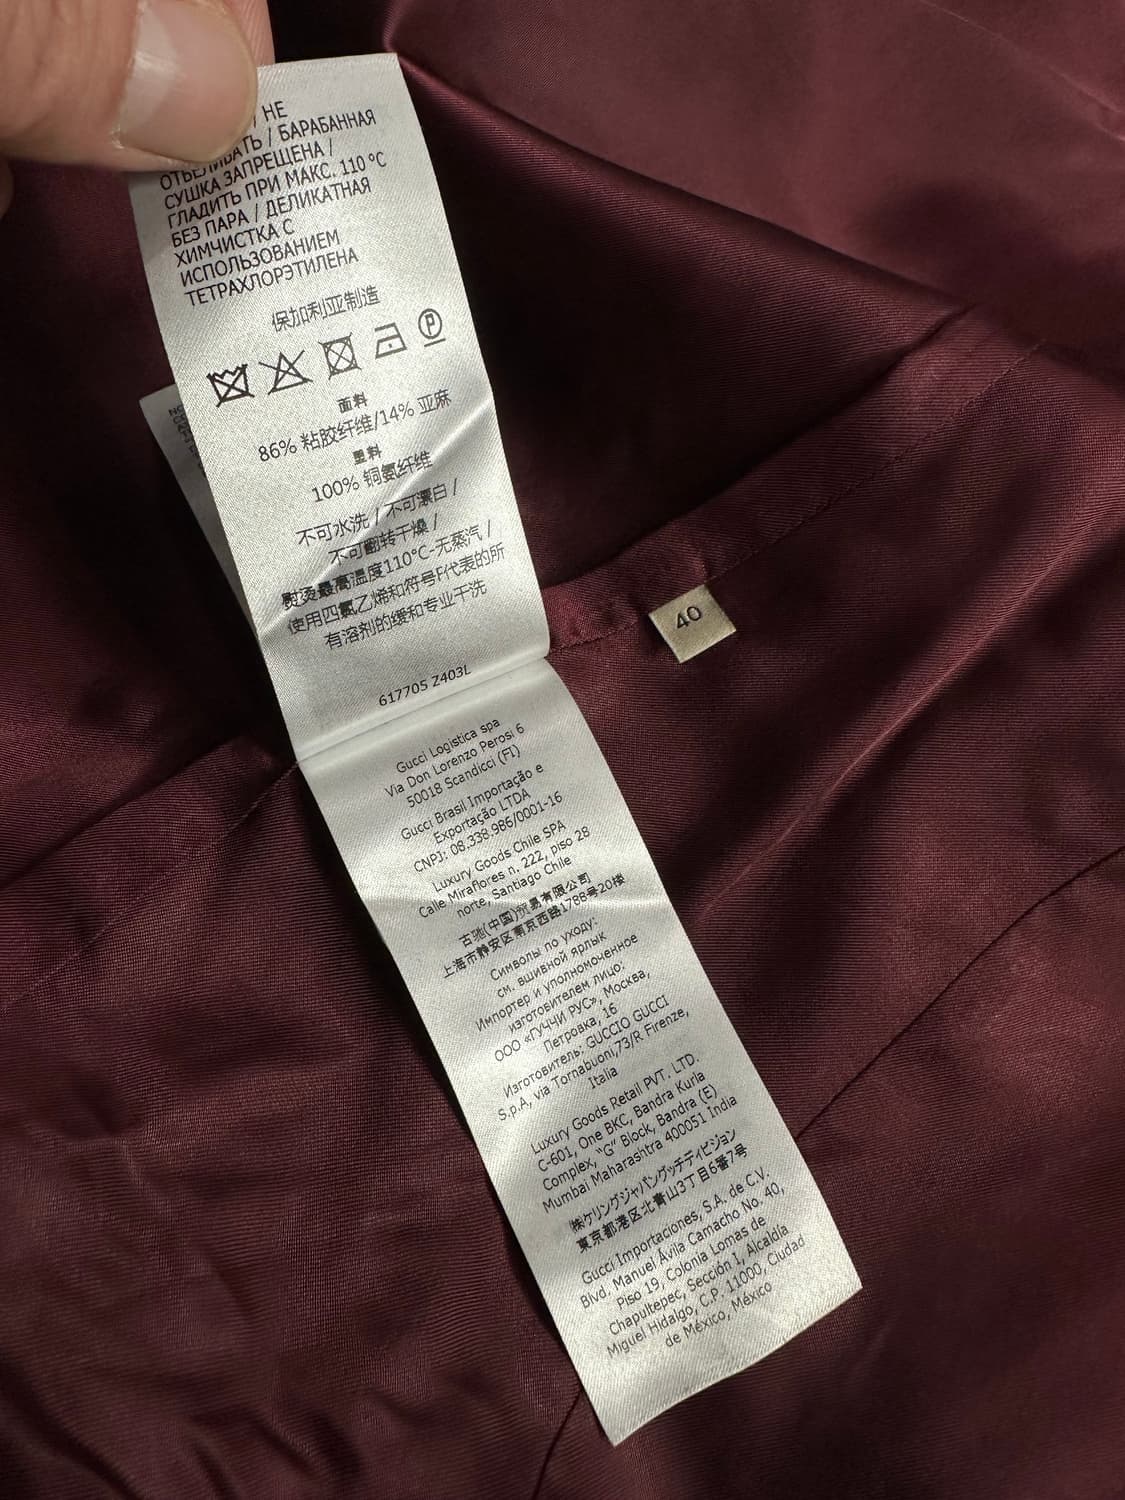 / НЕ
ОТБЕЛИВАТЬ / БАРАБАННАЯ
СУШКА ЗАПРЕЩЕНА /
ГЛАДИТЬ ПРИ МАКС. 110 °C
БЕЗ ПАРА / ДЕЛИКАТНАЯ
ХИМЧИСТКА С
ИСПОЛЬЗОВАНИЕМ
ТЕТРАХЛОРЭТИЛЕНА
保加利亚制造
P
面料
86% 粘胶纤维/14% 亚麻
里料
100% 铜氨纤维
不可水洗 / 不可漂白 /
不可翻转干燥 /
熨烫最高温度110°C-无蒸汽 /
使用四氯乙烯和符号F代表的所
有溶剂的缓和专业干洗
617705 Z403L
40
Gucci Logistica spa
Via Don Lorenzo Perosi 6
50018 Scandicci (FI)
Gucci Brasil Importação e
Exportação LTDA
CNPJ: 08.338.986/0001-16
Luxury Goods Chile SPA
Calle Miraflores n. 222, piso 28
norte, Santiago Chile
古驰(中国)贸易有限公司
上海市静安区南京西路1788号20楼
Символы по уходу:
см. вшивной ярлык
Импортер и уполномоченное
изготовителем лицо:
ООО «ГУЧЧИ РУС», Москва,
Петровка, 16
Изготовитель: GUCCIO GUCCI
S.p.A, via Tornabuoni,73/R Firenze,
Italia
Luxury Goods Retail PVT. LTD.
C-601, One BKC, Bandra Kurla
Complex, "G" Block, Bandra (E)
Mumbai Maharashtra 400051 India
㈱ケリングジャパングッチディビジョン
東京都港区北青山3丁目6番7号
Gucci Importaciones, S.A. de C.V.
Blvd. Manuel Ávila Camacho No. 40,
Piso 19, Colonia Lomas de
Chapultepec, Sección I, Alcaldía
Miguel Hidalgo, C.P. 11000, Ciudad
de México, México